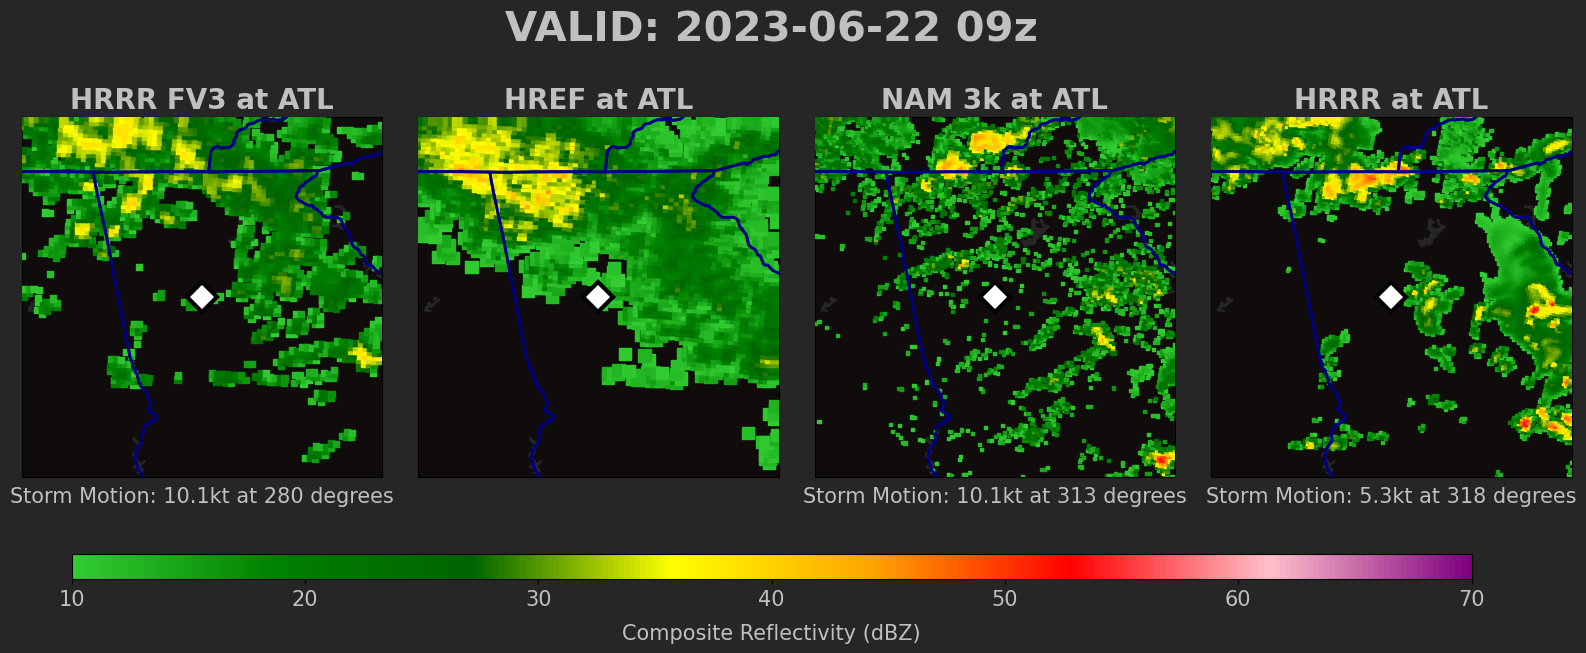 VALID: 2023-06-22 09z
HRRR FV3 at ATL
HREF at ATL
NAM 3k at ATL
HRRR at ATL
Storm Motion: 10.1kt at 280 degrees
Storm Motion: 10.1kt at 313 degrees
Storm Motion: 5.3kt at 318 degrees
10 20 30 40 50 60 70
Composite Reflectivity (dBZ)